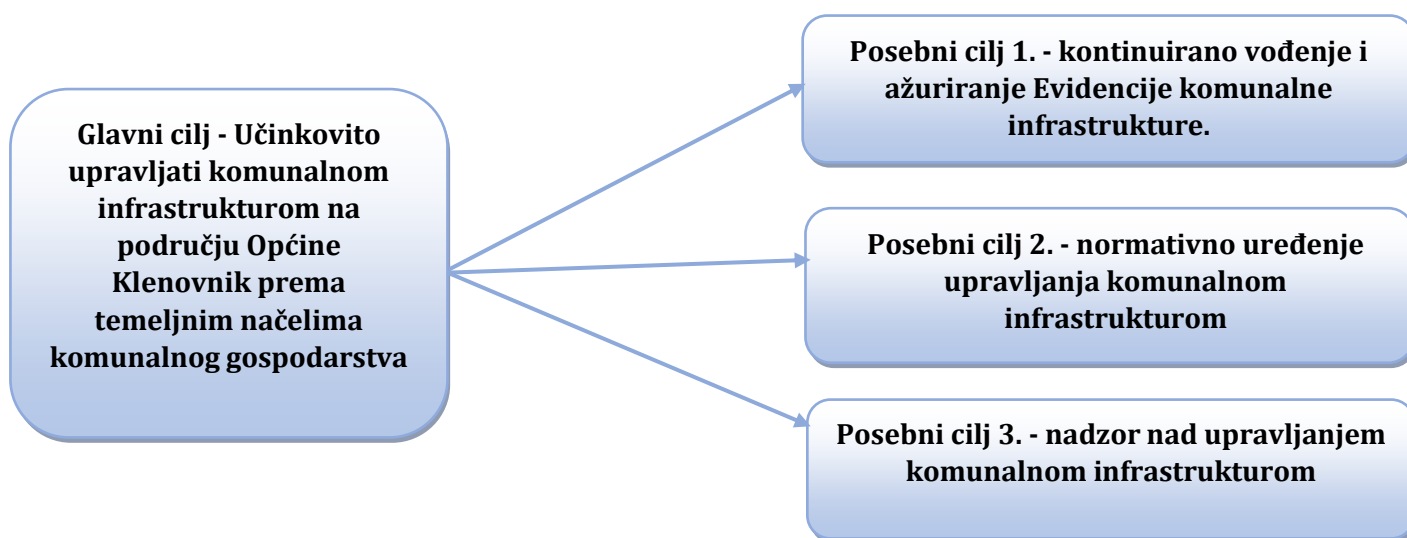 Glavni cilj - Učinkovito
upravljati komunalnom
infrastrukturom na
području Općine
Klenovnik prema
temeljnim načelima
komunalnog gospodarstva
Posebni cilj 1. - kontinuirano vođenje i
ažuriranje Evidencije komunalne
infrastrukture.
Posebni cilj 2. - normativno uređenje
upravljanja komunalnom
infrastrukturom
Posebni cilj 3. - nadzor nad upravljanjem
komunalnom infrastrukturom